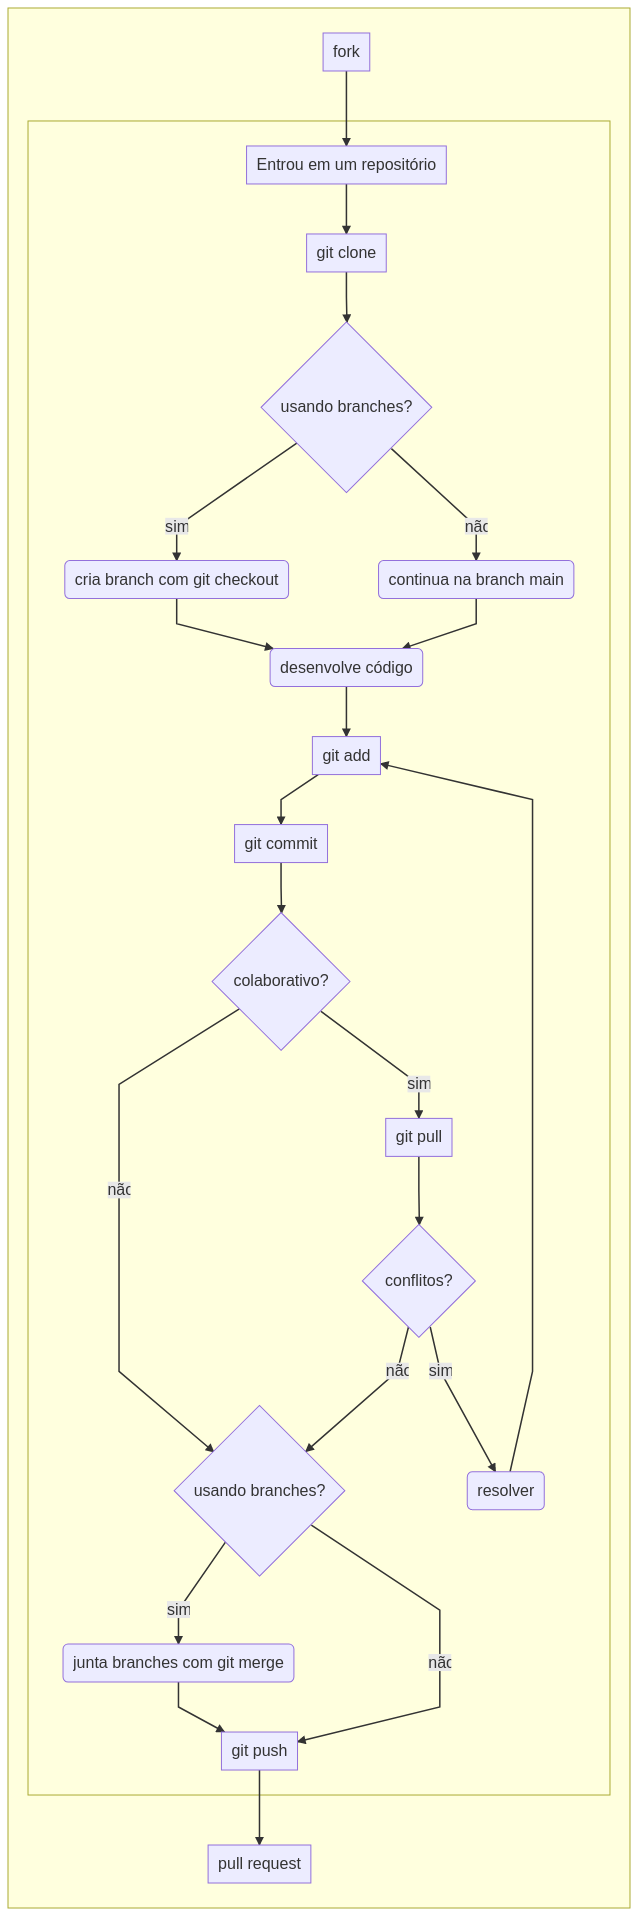 fork
Entrou em um repositório
git clone
usando branches?
sim
não
cria branch com git checkout
continua na branch main
desenvolve código
git add
git commit
colaborativo?
sim
git pull
não
conflitos?
não
sim
usando branches?
resolver
sim
junta branches com git merge
não
git push
pull request